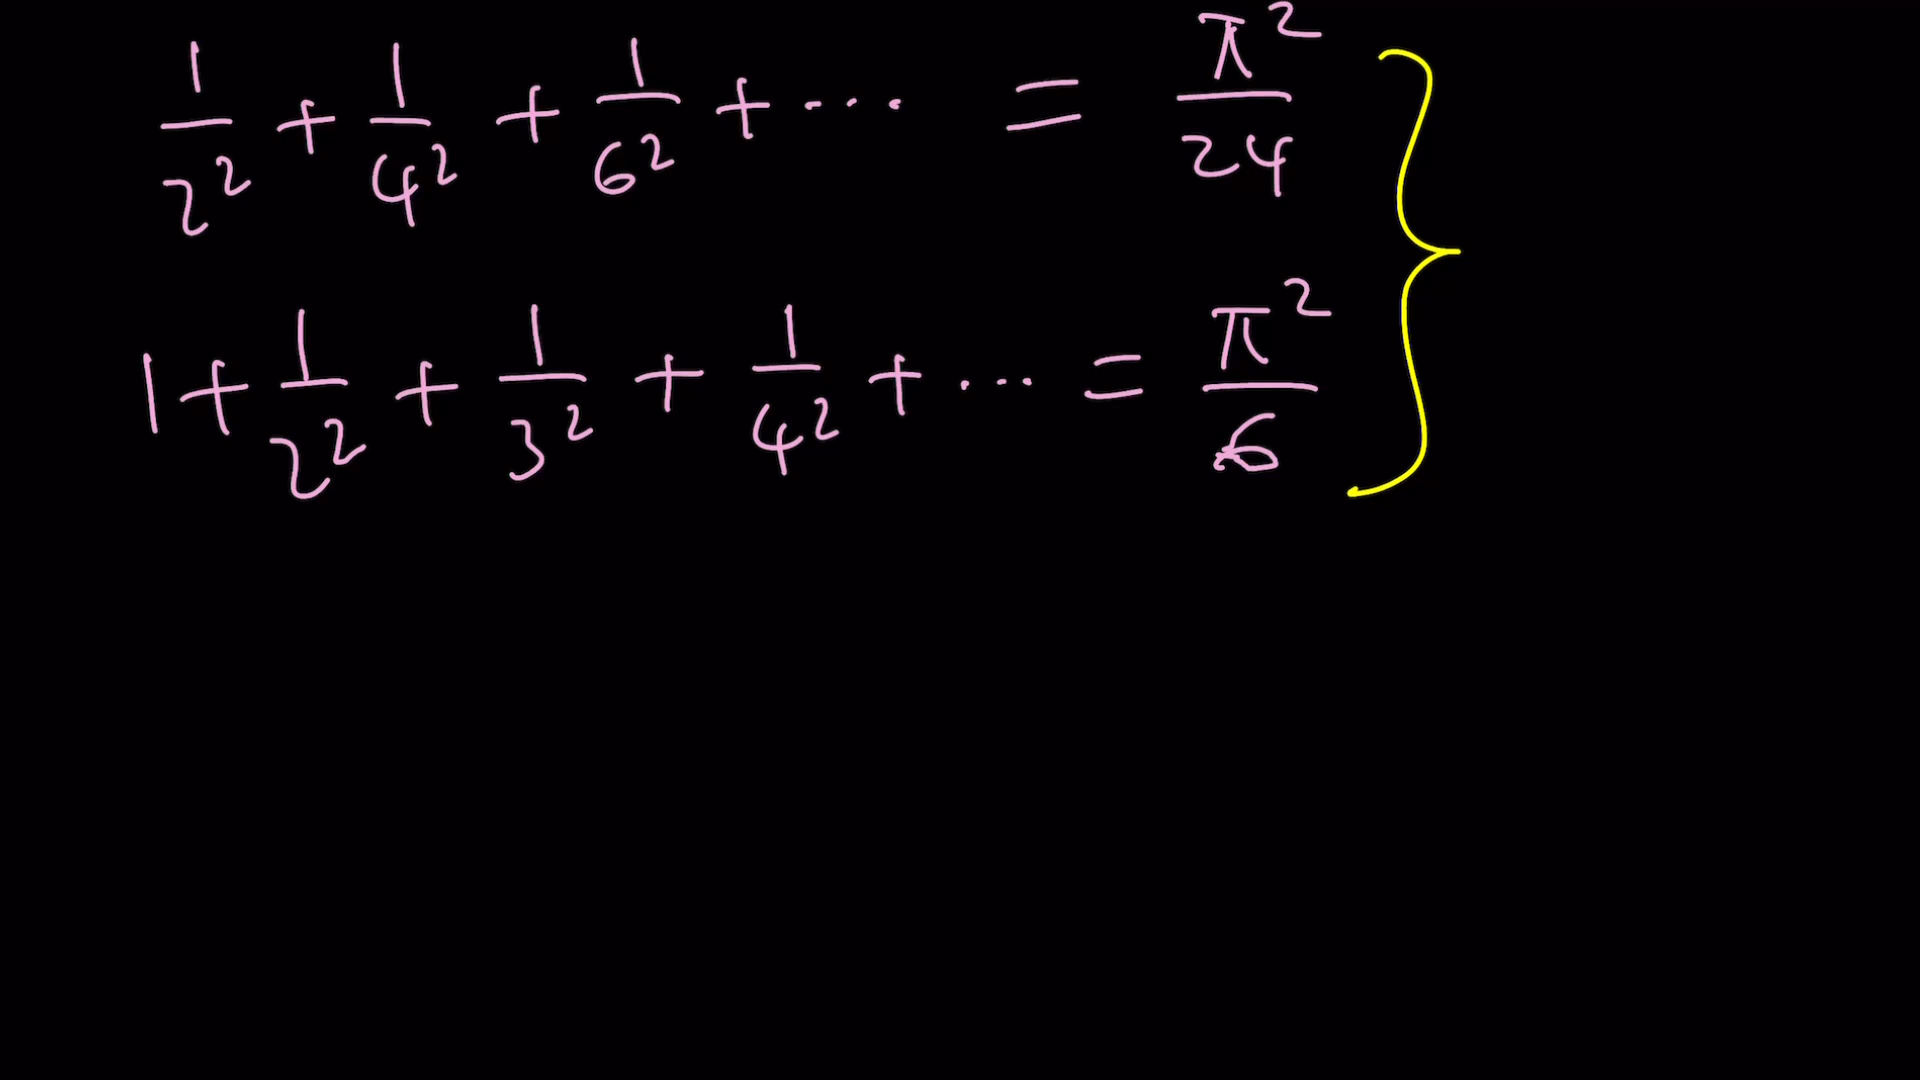 1/2² + 1/4² + 1/6² + ··· = π²/24
1 + 1/2² + 1/3² + 1/4² + ··· = π²/6